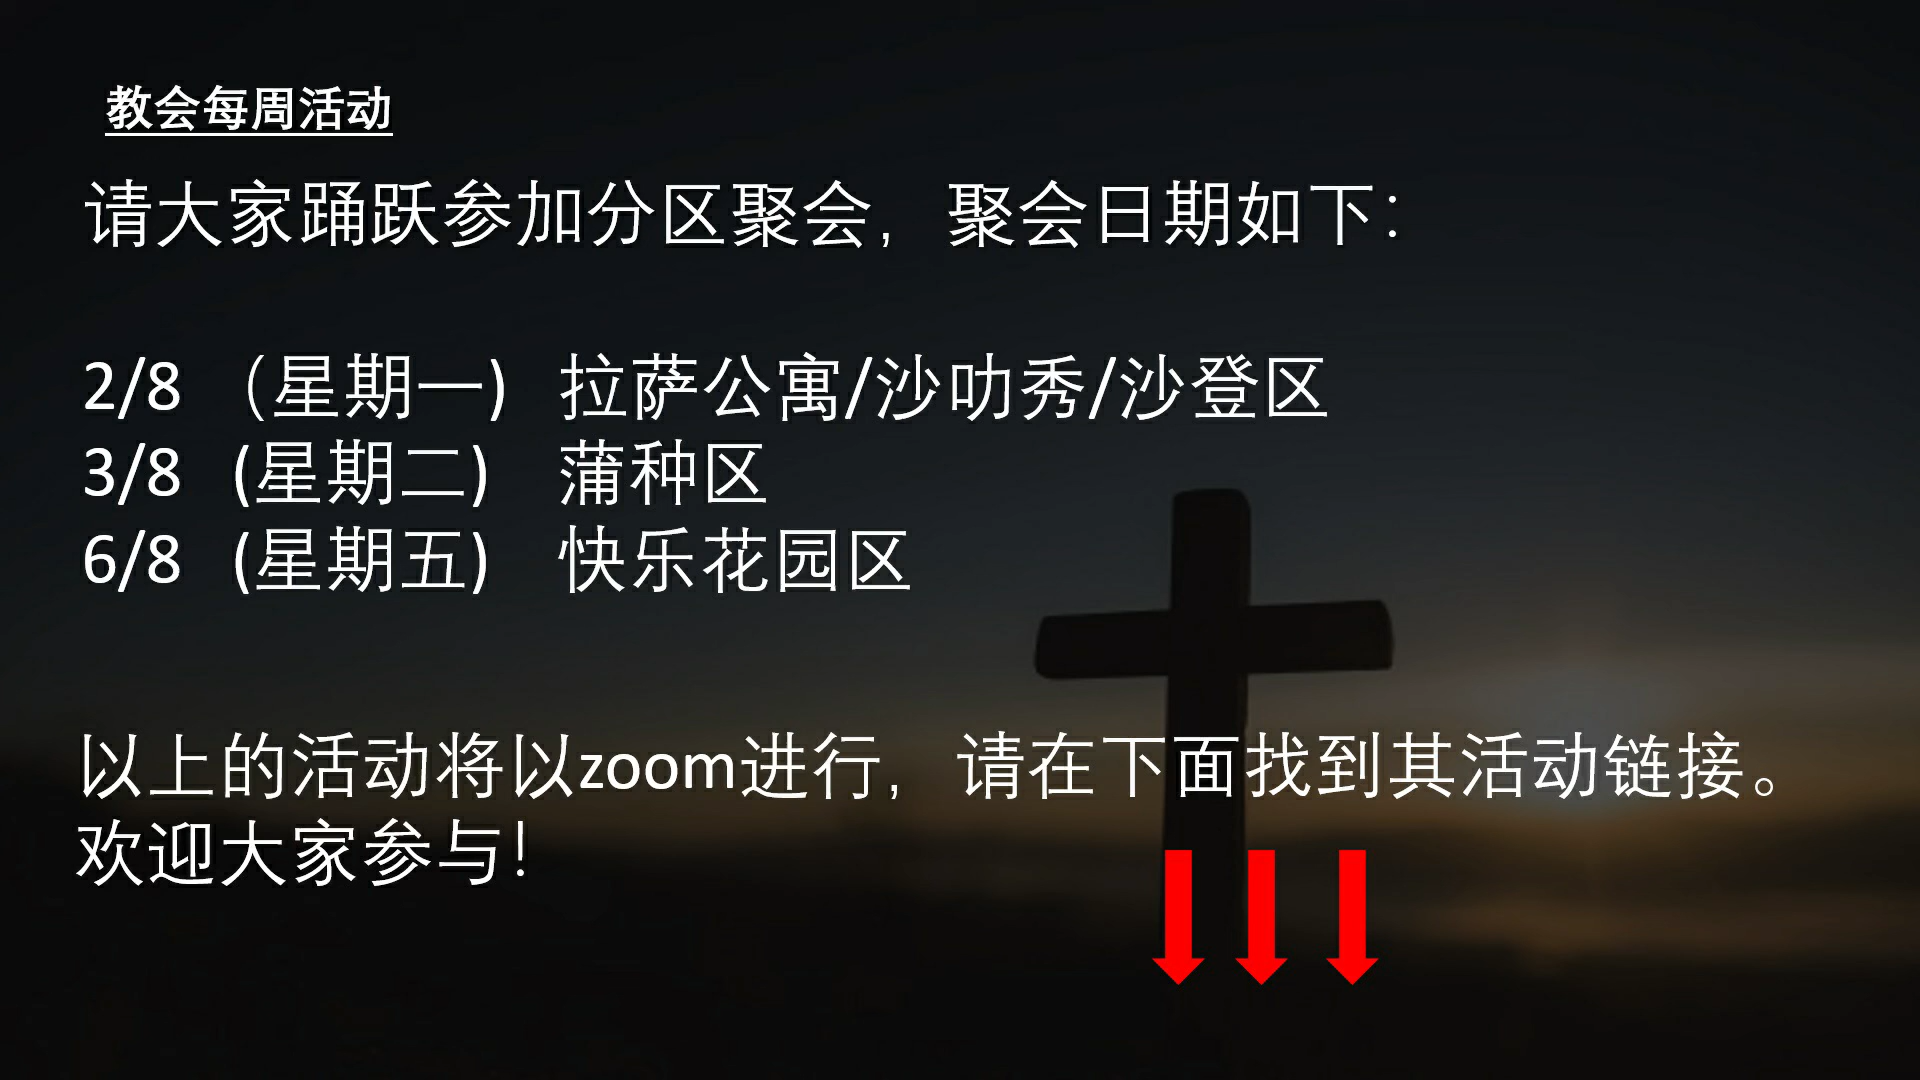 教会每周活动
请大家踊跃参加分区聚会，聚会日期如下：
2/8 （星期一) 拉萨公寓/沙叻秀/沙登区
3/8 (星期二) 蒲种区
6/8 (星期五) 快乐花园区
以上的活动将以zoom进行，请在下面找到其活动链接。
欢迎大家参与！